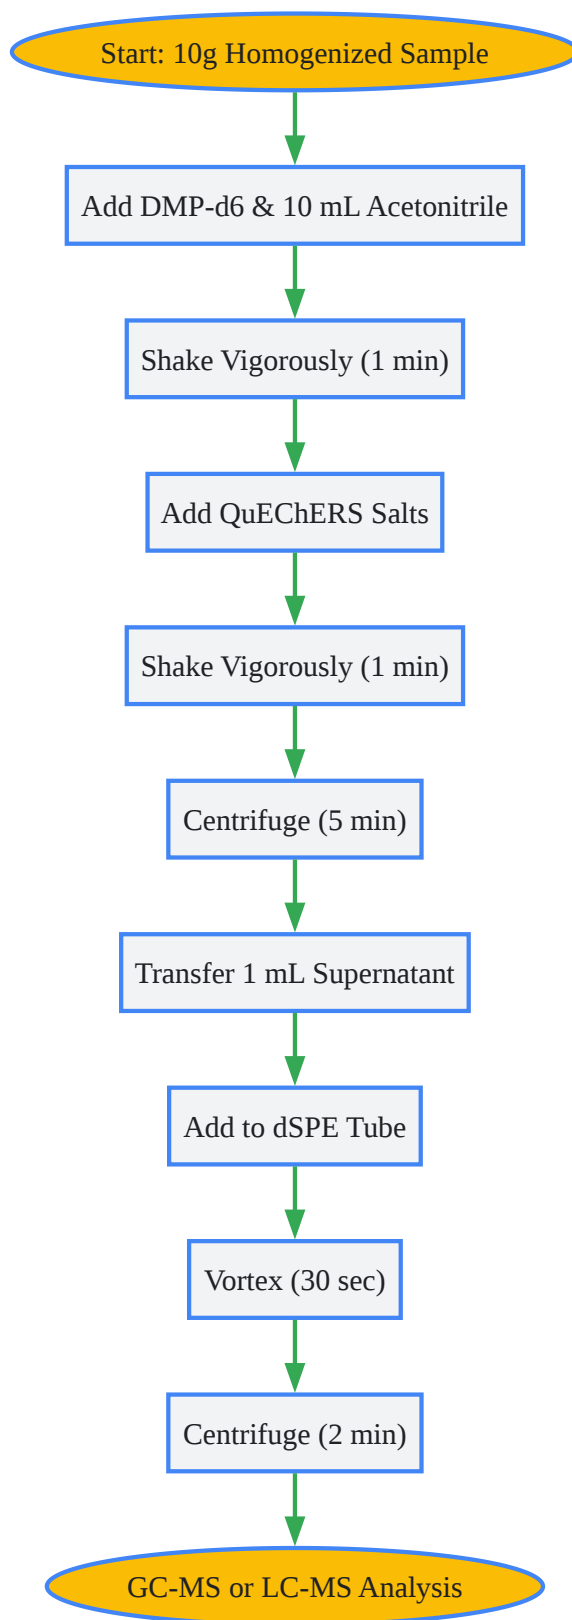 Start: 10g Homogenized Sample
Add DMP-d6 & 10 mL Acetonitrile
Shake Vigorously (1 min)
Add QuEChERS Salts
Shake Vigorously (1 min)
Centrifuge (5 min)
Transfer 1 mL Supernatant
Add to dSPE Tube
Vortex (30 sec)
Centrifuge (2 min)
GC-MS or LC-MS Analysis